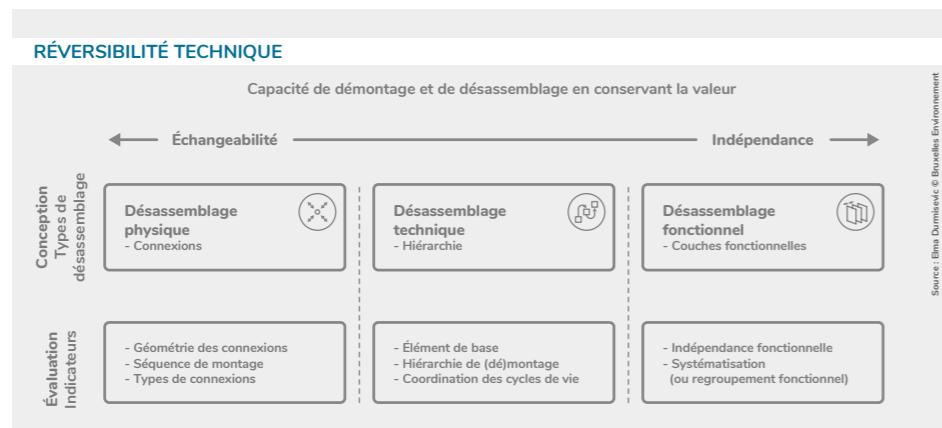 RÉVERSIBILITÉ TECHNIQUE
Capacité de démontage et de désassemblage en conservant la valeur
Échangeabilité
Indépendance
Conception
Types de
désassemblage
Désassemblage
physique
- Connexions
Désassemblage
technique
- Hiérarchie
Désassemblage
fonctionnel
- Couches fonctionnelles
Évaluation
Indicateurs
- Géométrie des connexions
- Séquence de montage
- Types de connexions
- Élément de base
- Hiérarchie de (dé)montage
- Coordination des cycles de vie
- Indépendance fonctionnelle
- Systématisation
(ou regroupement fonctionnel)
Source : Elma Durmisevic © Bruxelles Environnement